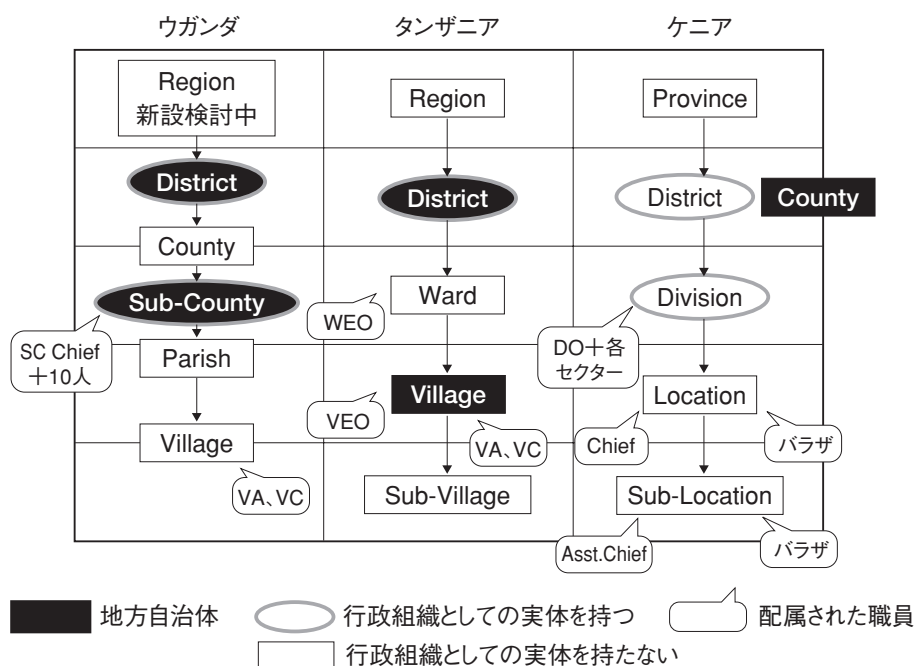 ウガンダ
タンザニア
ケニア
Region
新設検討中
District
County
Sub-County
SC Chief
＋10人
Parish
Village
VA、VC
Region
District
Ward
WEO
Village
VEO
VA、VC
Sub-Village
Province
District
County
Division
DO＋各
セクター
Location
Chief
バラザ
Sub-Location
Asst.Chief
バラザ
地方自治体
行政組織としての実体を持つ
配属された職員
行政組織としての実体を持たない